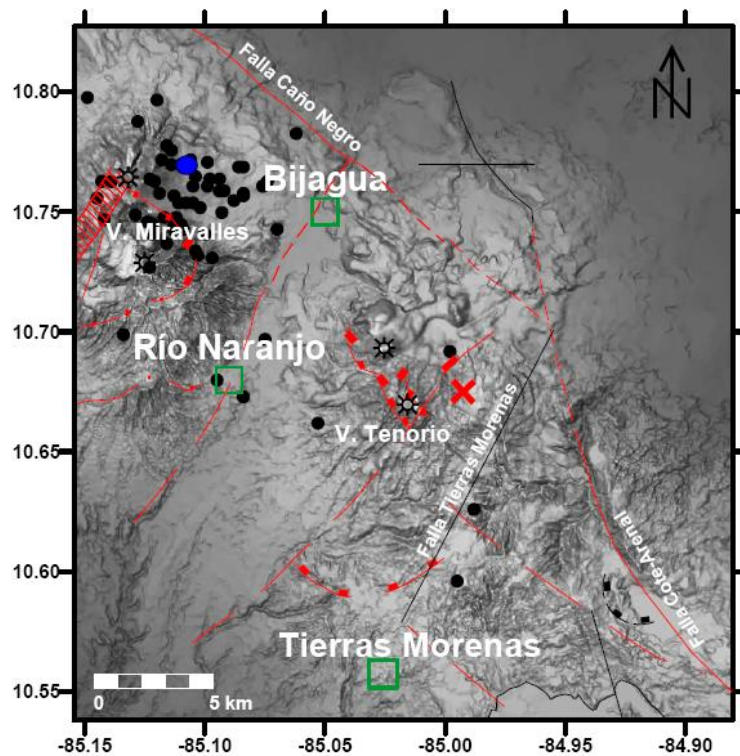 10.80
10.75
10.70
10.65
10.60
10.55
-85.15
-85.10
-85.05
-85.00
-84.95
-84.90
N
Falla Caño Negro
Bijagua
V. Miravalles
Río Naranjo
V. Tenorio
Falla Tierras Morenas
Falla Cote-Arenal
Tierras Morenas
0 5 km